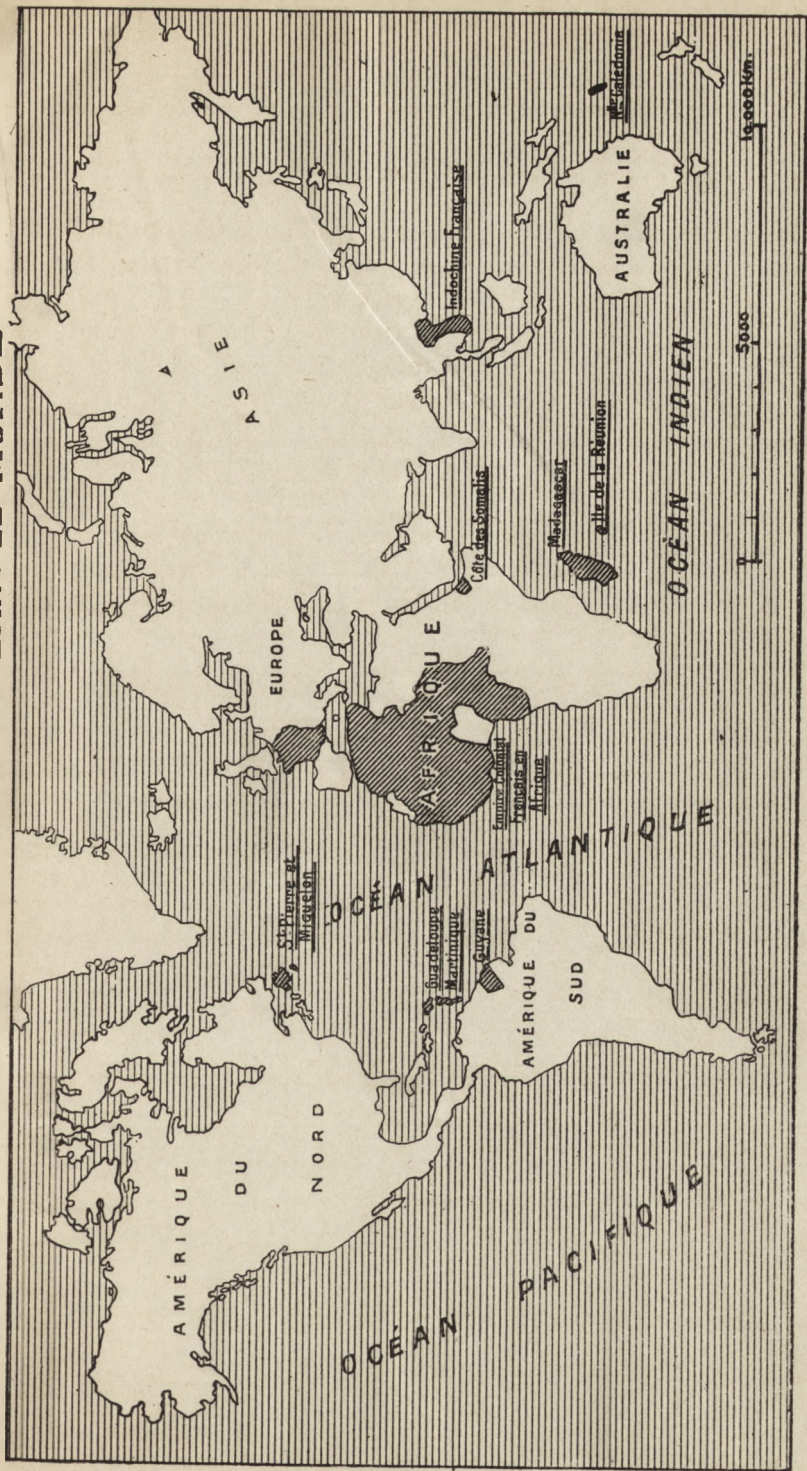 AMÉRIQUE
DU
NORD
OCÉAN PACIFIQUE
St Pierre et
Miquelon
OCÉAN ATLANTIQUE
Guadeloupe
Martinique
Guyane
AMÉRIQUE DU
SUD
EUROPE
AFRIQUE
Empire Colonial
Français en
Afrique
ASIE
Côte des Somalis
Madagascar
Ile de la Réunion
OCÉAN INDIEN
Indochine Française
AUSTRALIE
Nlle Calédonie
0 5000 10,000 Km.